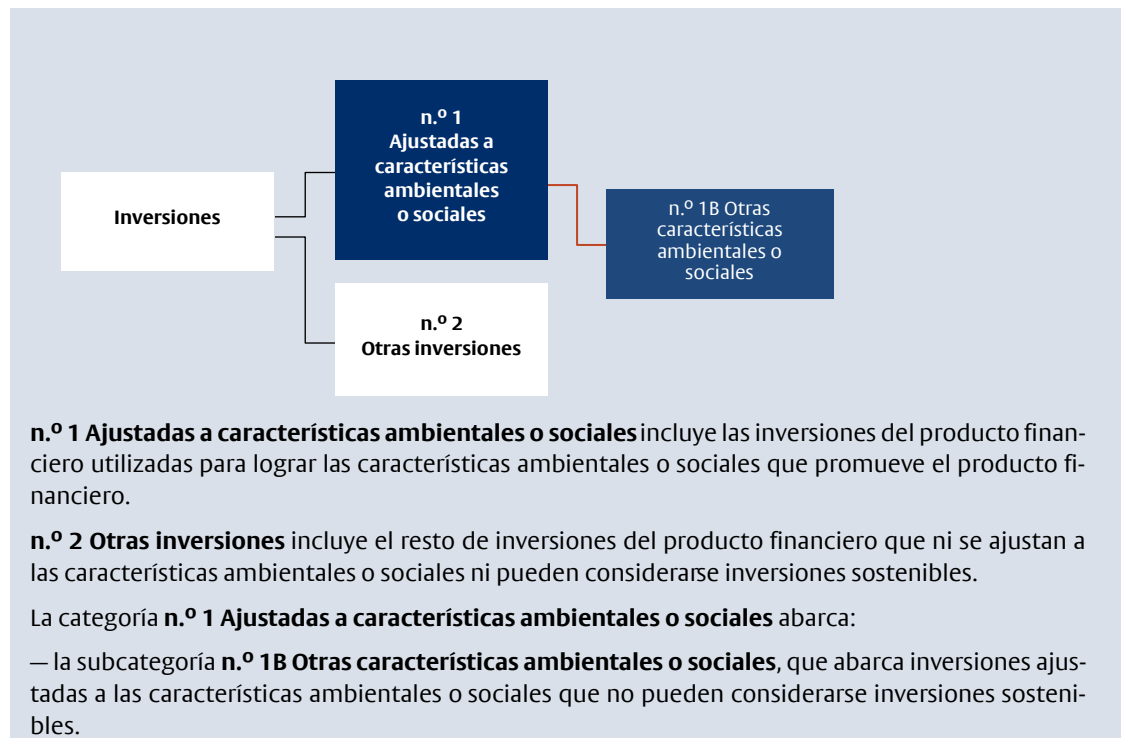 n.º 1
Ajustadas a
características
ambientales
o sociales
Inversiones
n.º 1B Otras
características
ambientales o
sociales
n.º 2
Otras inversiones
n.º 1 Ajustadas a características ambientales o sociales incluye las inversiones del producto finan-
ciero utilizadas para lograr las características ambientales o sociales que promueve el producto fi-
nanciero.
n.º 2 Otras inversiones incluye el resto de inversiones del producto financiero que ni se ajustan a
las características ambientales o sociales ni pueden considerarse inversiones sostenibles.
La categoría n.º 1 Ajustadas a características ambientales o sociales abarca:
— la subcategoría n.º 1B Otras características ambientales o sociales, que abarca inversiones ajus-
tadas a las características ambientales o sociales que no pueden considerarse inversiones sosteni-
bles.